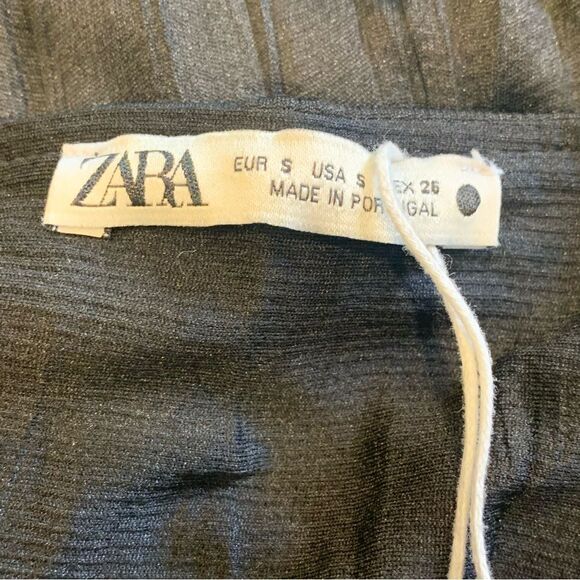 ZARA
EUR S USA S MEX 26
MADE IN PORTUGAL